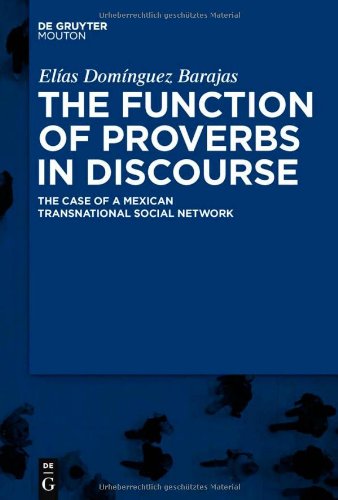 Urheberrechtlich geschütztes Material
DE GRUYTER
MOUTON
Elías Domínguez Barajas
THE FUNCTION
OF PROVERBS
IN DISCOURSE
THE CASE OF A MEXICAN
TRANSNATIONAL SOCIAL NETWORK
DE
G
Urheberrechtlich geschütztes Material